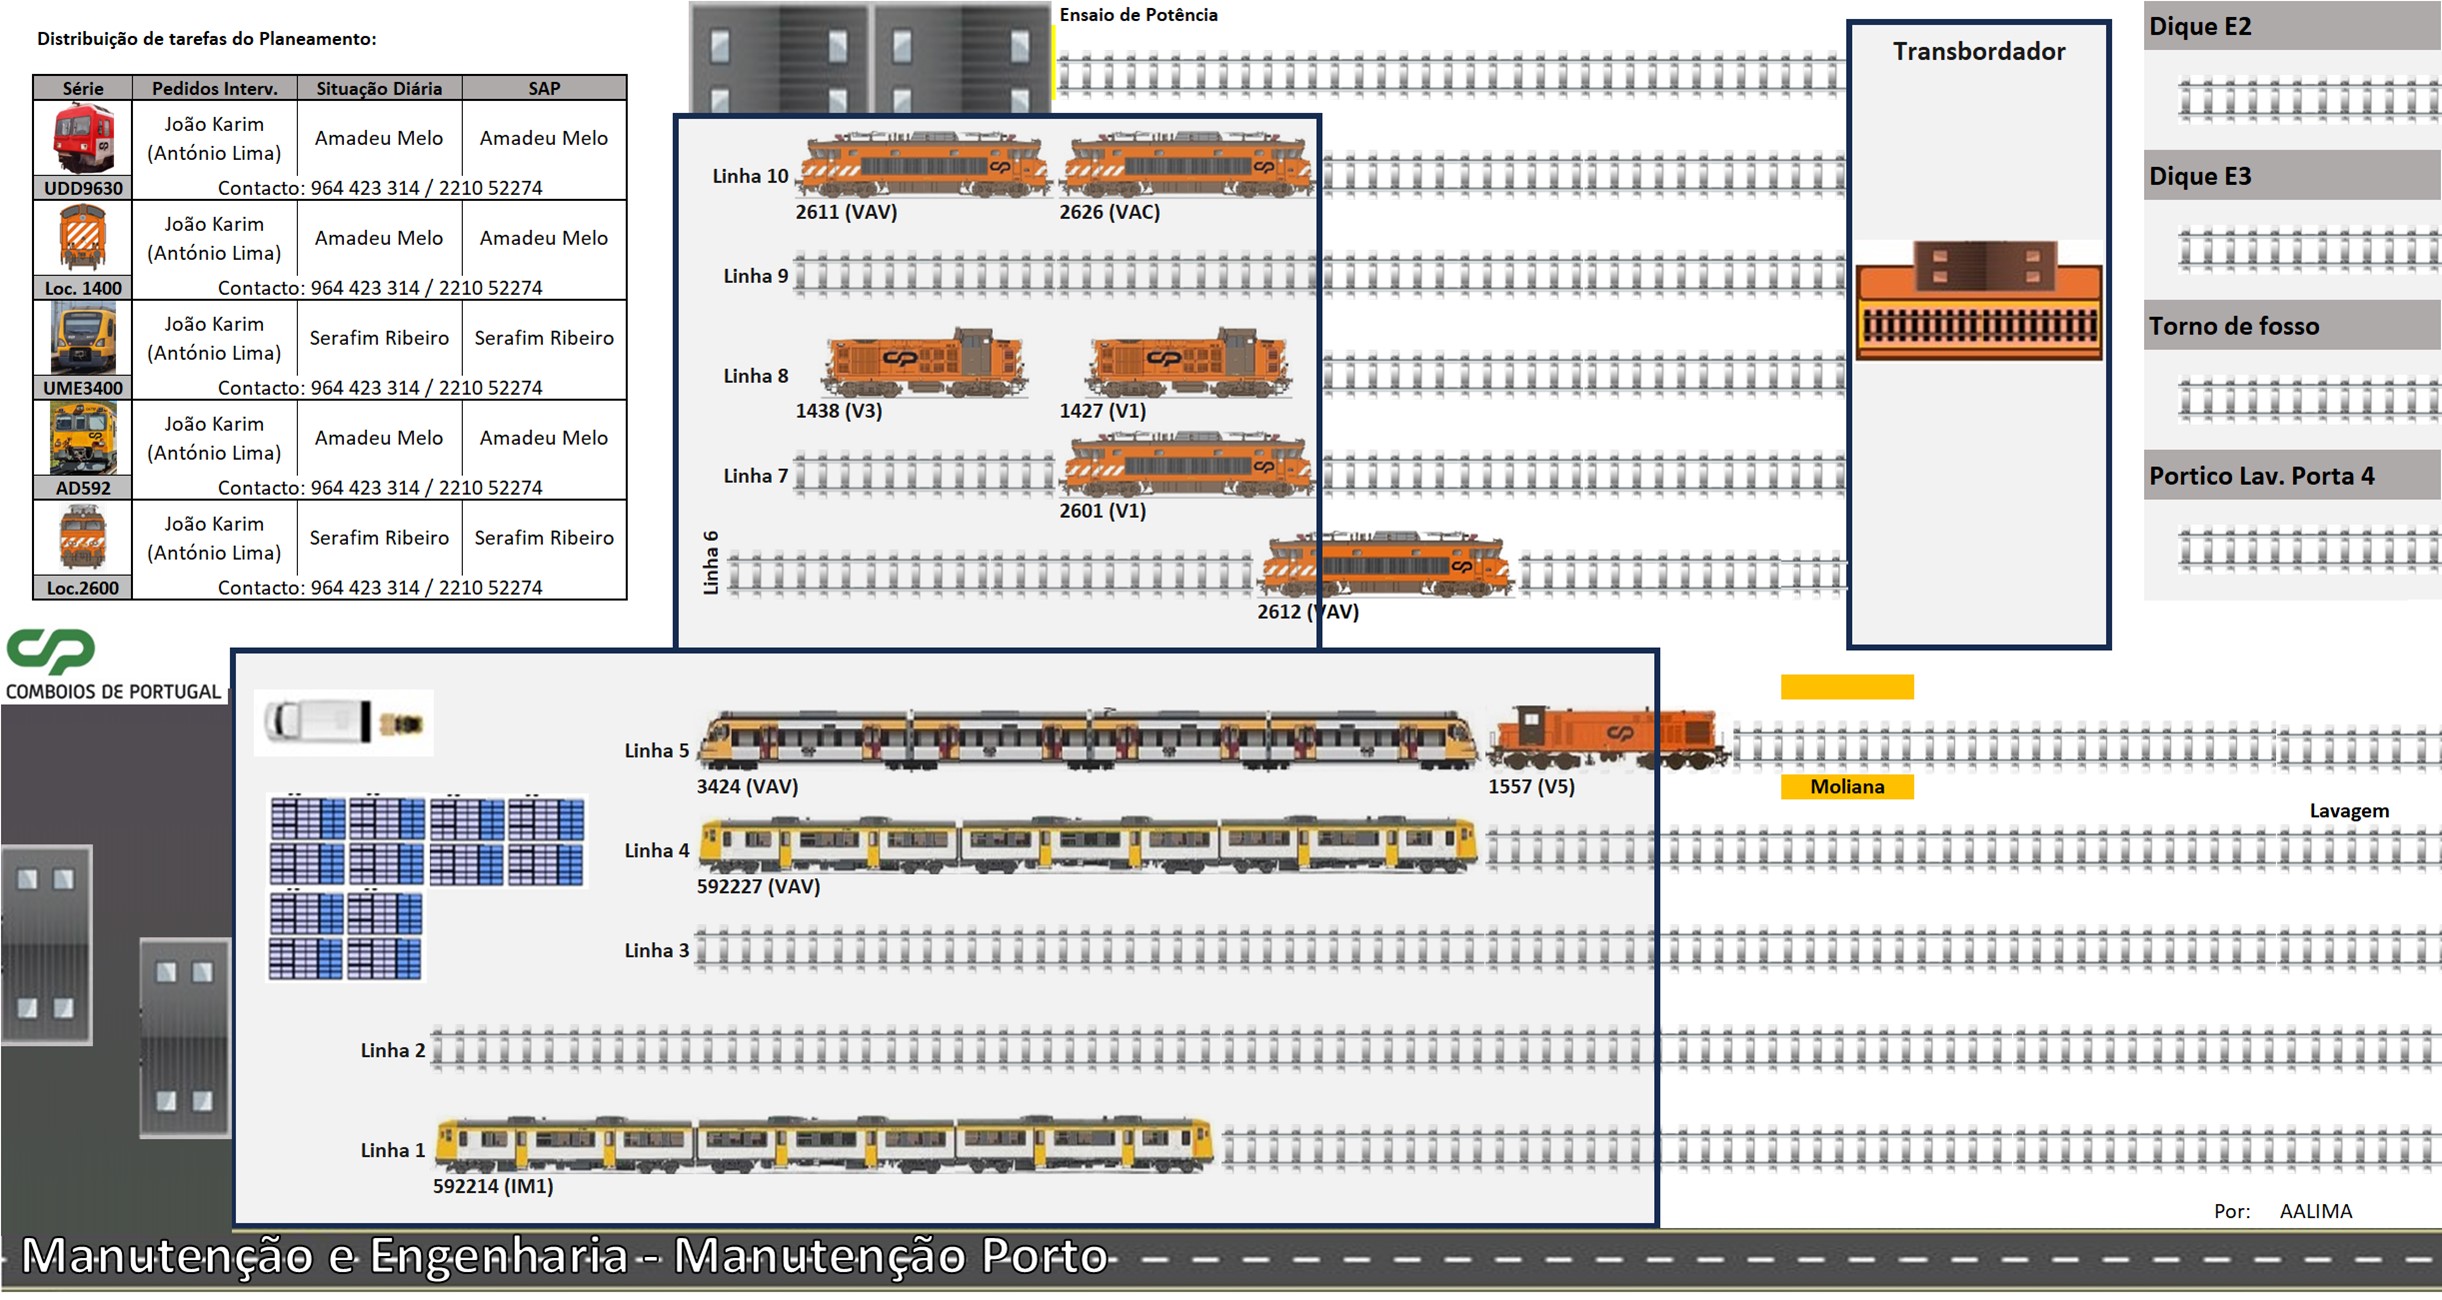 Distribuição de tarefas do Planeamento:
Série Pedidos Interv. Situação Diária SAP
João Karim
(António Lima)
Amadeu Melo
Amadeu Melo
UDD9630
Contacto: 964 423 314 / 2210 52274
João Karim
(António Lima)
Amadeu Melo
Amadeu Melo
Loc. 1400
Contacto: 964 423 314 / 2210 52274
João Karim
(António Lima)
Serafim Ribeiro
Serafim Ribeiro
UME3400
Contacto: 964 423 314 / 2210 52274
João Karim
(António Lima)
Amadeu Melo
Amadeu Melo
AD592
Contacto: 964 423 314 / 2210 52274
João Karim
(António Lima)
Serafim Ribeiro
Serafim Ribeiro
Loc.2600
Contacto: 964 423 314 / 2210 52274
CP
COMBOIOS DE PORTUGAL
Ensaio de Potência
Linha 10
2611 (VAV)
2626 (VAC)
Linha 9
Linha 8
1438 (V3)
1427 (V1)
Linha 7
2601 (V1)
Linha 6
2612 (VAV)
Transbordador
Dique E2
Dique E3
Torno de fosso
Portico Lav. Porta 4
Linha 5
3424 (VAV)
1557 (V5)
Moliana
Lavagem
Linha 4
592227 (VAV)
Linha 3
Linha 2
Linha 1
592214 (IM1)
Por: AALIMA
Manutenção e Engenharia - Manutenção Porto